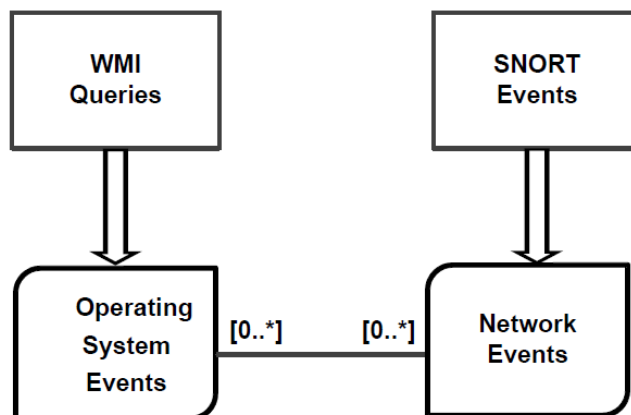 WMI
Queries
SNORT
Events
Operating
System
Events
[0..*]
[0..*]
Network
Events